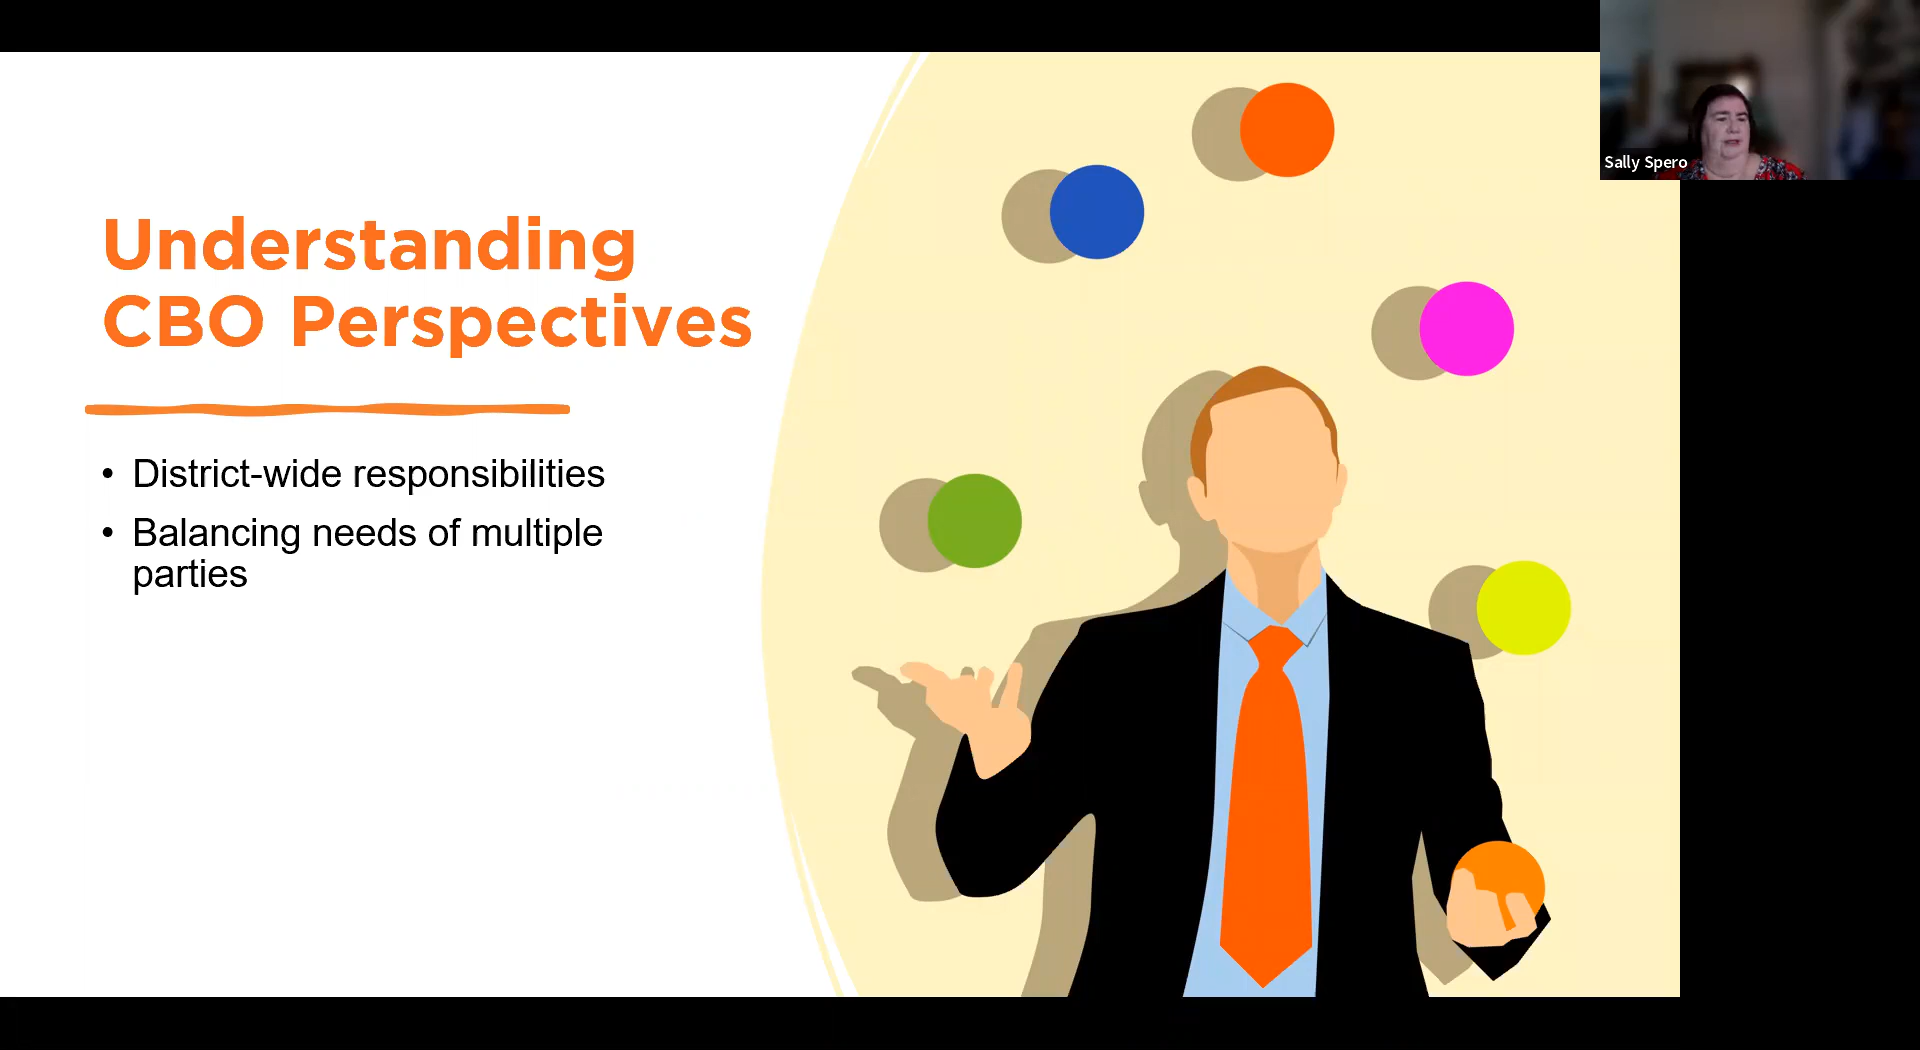 Understanding
CBO Perspectives
• District-wide responsibilities
• Balancing needs of multiple
parties
Sally Spero